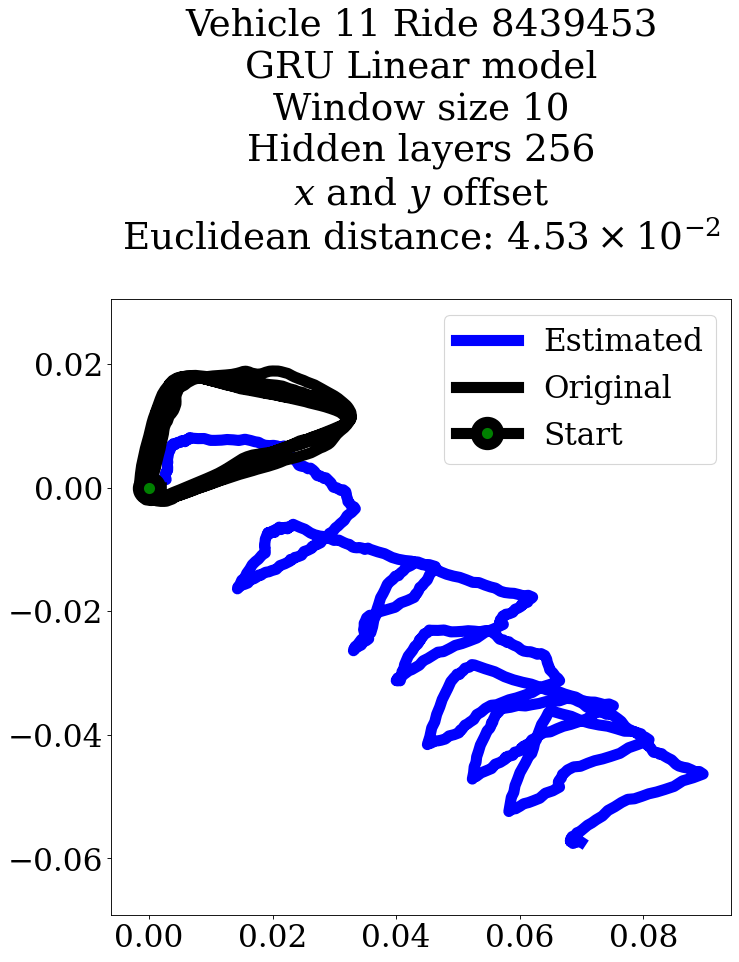 Vehicle 11 Ride 8439453
GRU Linear model
Window size 10
Hidden layers 256
x and y offset
Euclidean distance: 4.53 × 10⁻²
Estimated
Original
Start
0.02
0.00
−0.02
−0.04
−0.06
0.00 0.02 0.04 0.06 0.08